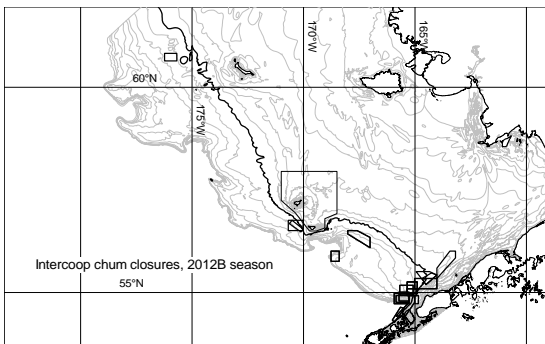 170°W
165°W
60°N
175°W
Intercoop chum closures, 2012B season
55°N